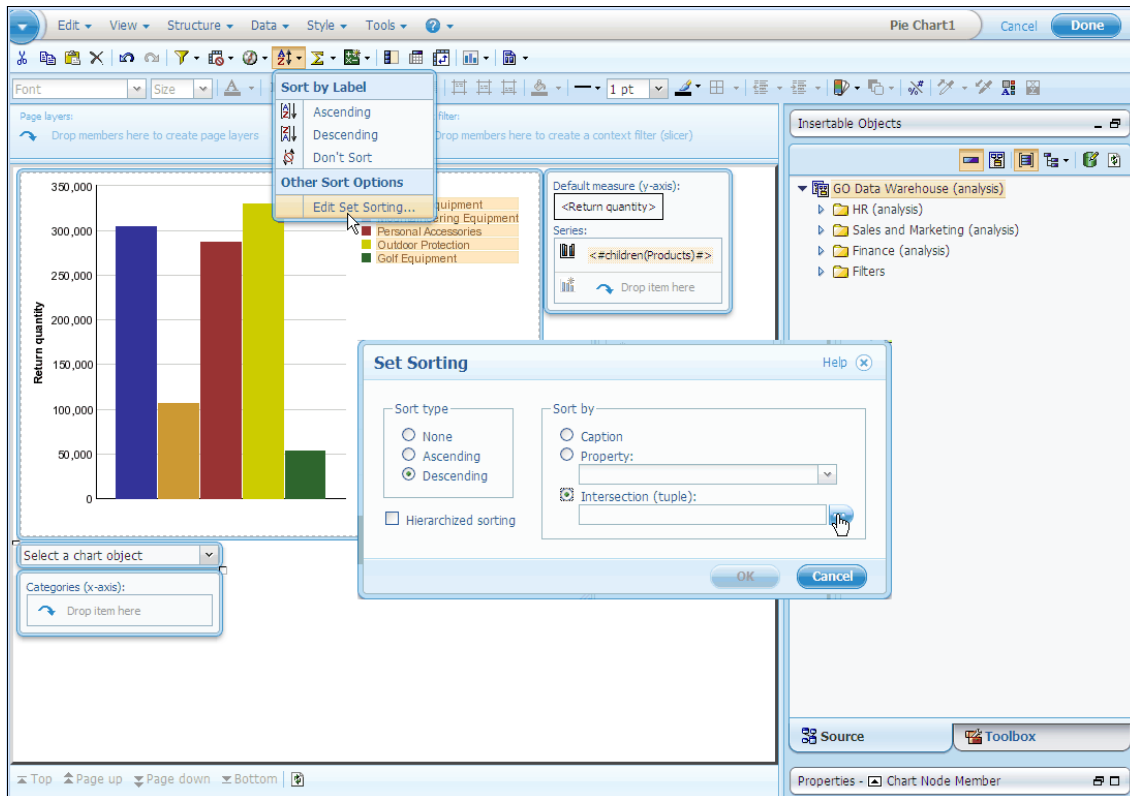 Edit View Structure Data Style Tools Pie Chart1 Cancel Done
Font Size 1 pt
Sort by Label
Ascending
Descending
Don't Sort
Other Sort Options
Edit Set Sorting...
Page layers:
Drop members here to create page layers
filter:
Drop members here to create a context filter (slicer)
350,000
300,000
250,000
200,000
150,000
100,000
50,000
0
Return quantity
Equipment
Mountaineering Equipment
Personal Accessories
Outdoor Protection
Golf Equipment
Default measure (y-axis):
<Return quantity>
Series:
<#children(Products)#>
Drop item here
Select a chart object
Categories (x-axis):
Drop item here
Set Sorting Help
Sort type
None
Ascending
Descending
Hierarchized sorting
Sort by
Caption
Property:
Intersection (tuple):
OK Cancel
Insertable Objects
GO Data Warehouse (analysis)
HR (analysis)
Sales and Marketing (analysis)
Finance (analysis)
Filters
Source Toolbox
Top Page up Page down Bottom
Properties - Chart Node Member